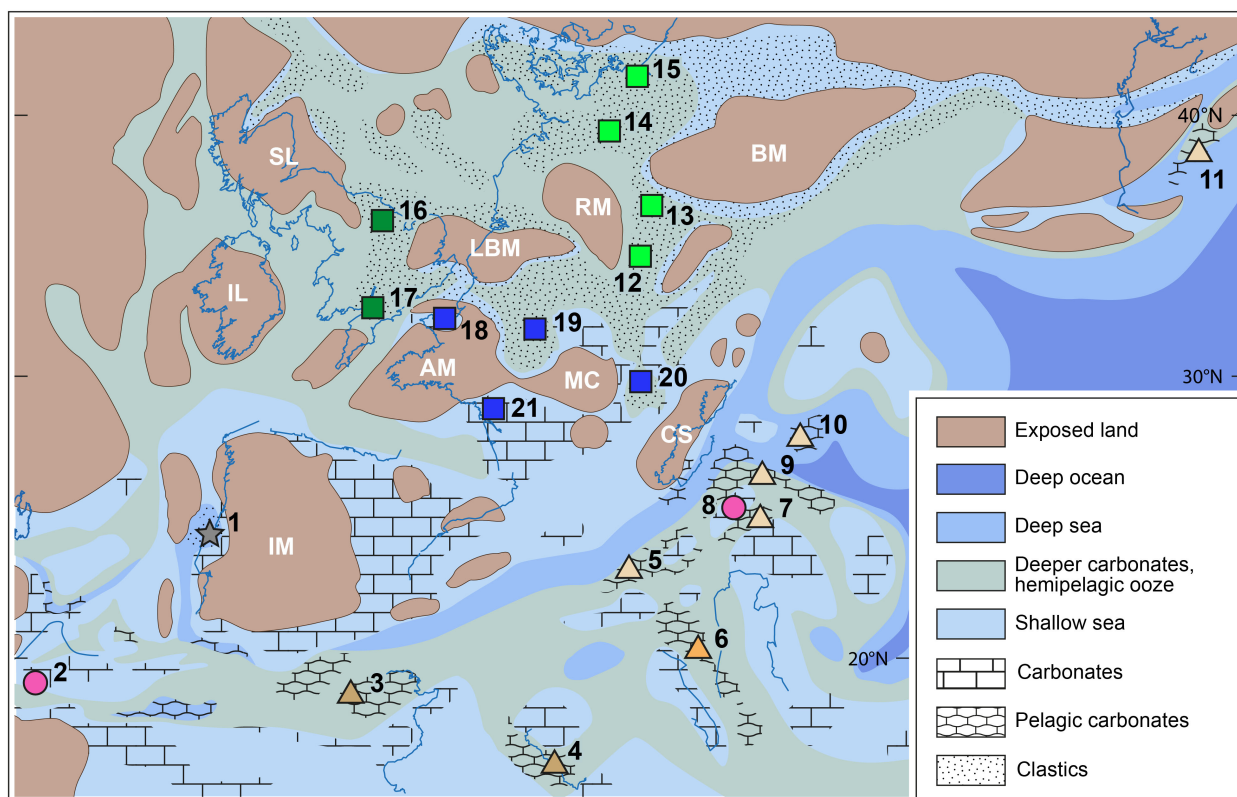 15
14
40°N
SL
BM
11
16
RM
13
LBM
12
IL
17
18
19
AM
MC
20
30°N
21
CS
10
9
8
7
1
IM
5
6
20°N
2
3
4
Exposed land
Deep ocean
Deep sea
Deeper carbonates,
hemipelagic ooze
Shallow sea
Carbonates
Pelagic carbonates
Clastics